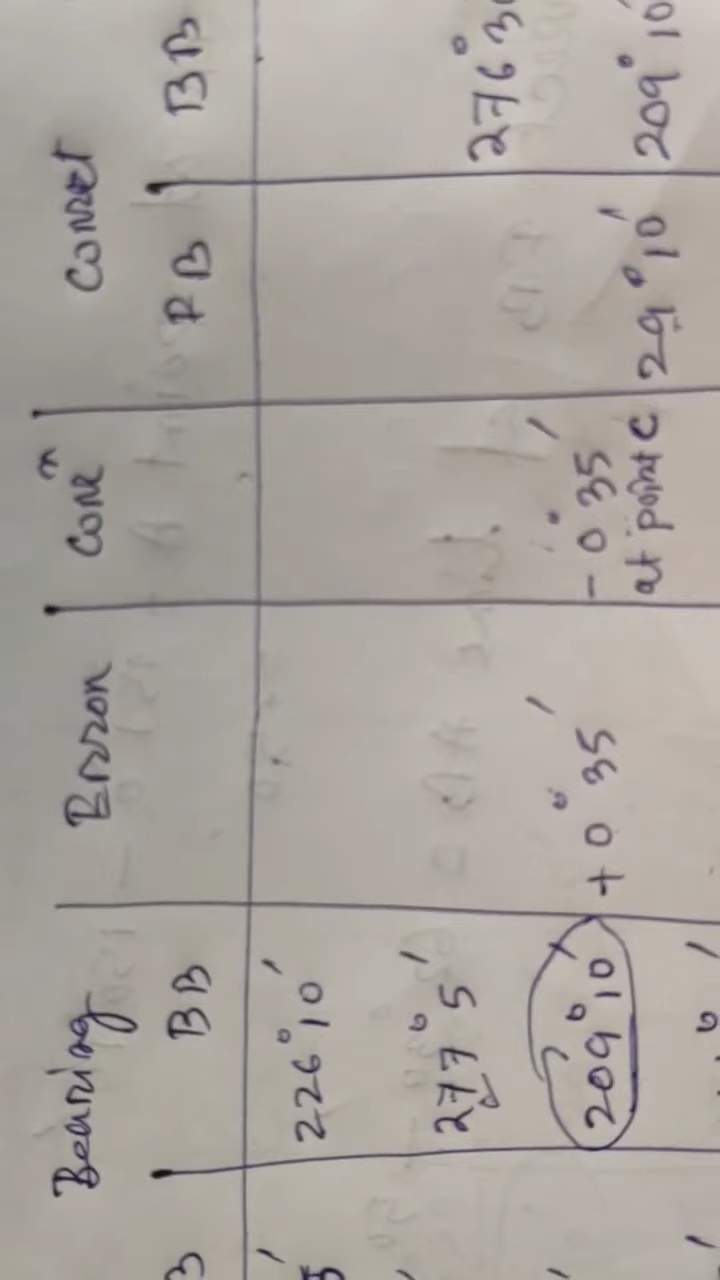 Bearing Error Corrⁿ Correct
B BB FB BB
226° 10'
277° 5' 276° 3
209° 10' + 0° 35' - 0° 35' 29° 10' 209° 10'
at point C